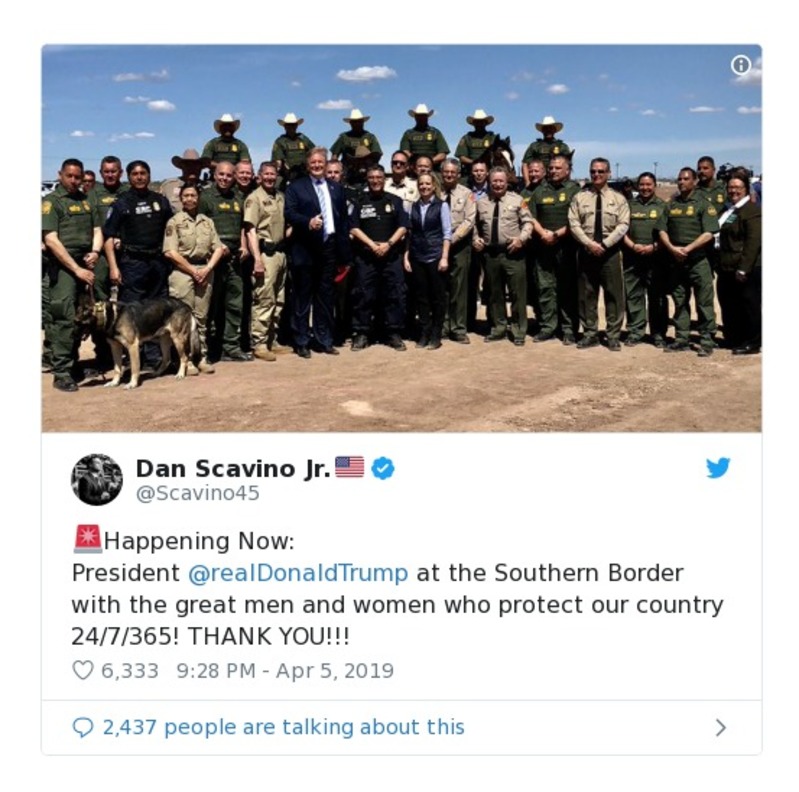 Dan Scavino Jr.
@Scavino45
Happening Now:
President @realDonaldTrump at the Southern Border
with the great men and women who protect our country
24/7/365! THANK YOU!!!
6,333 9:28 PM - Apr 5, 2019
2,437 people are talking about this